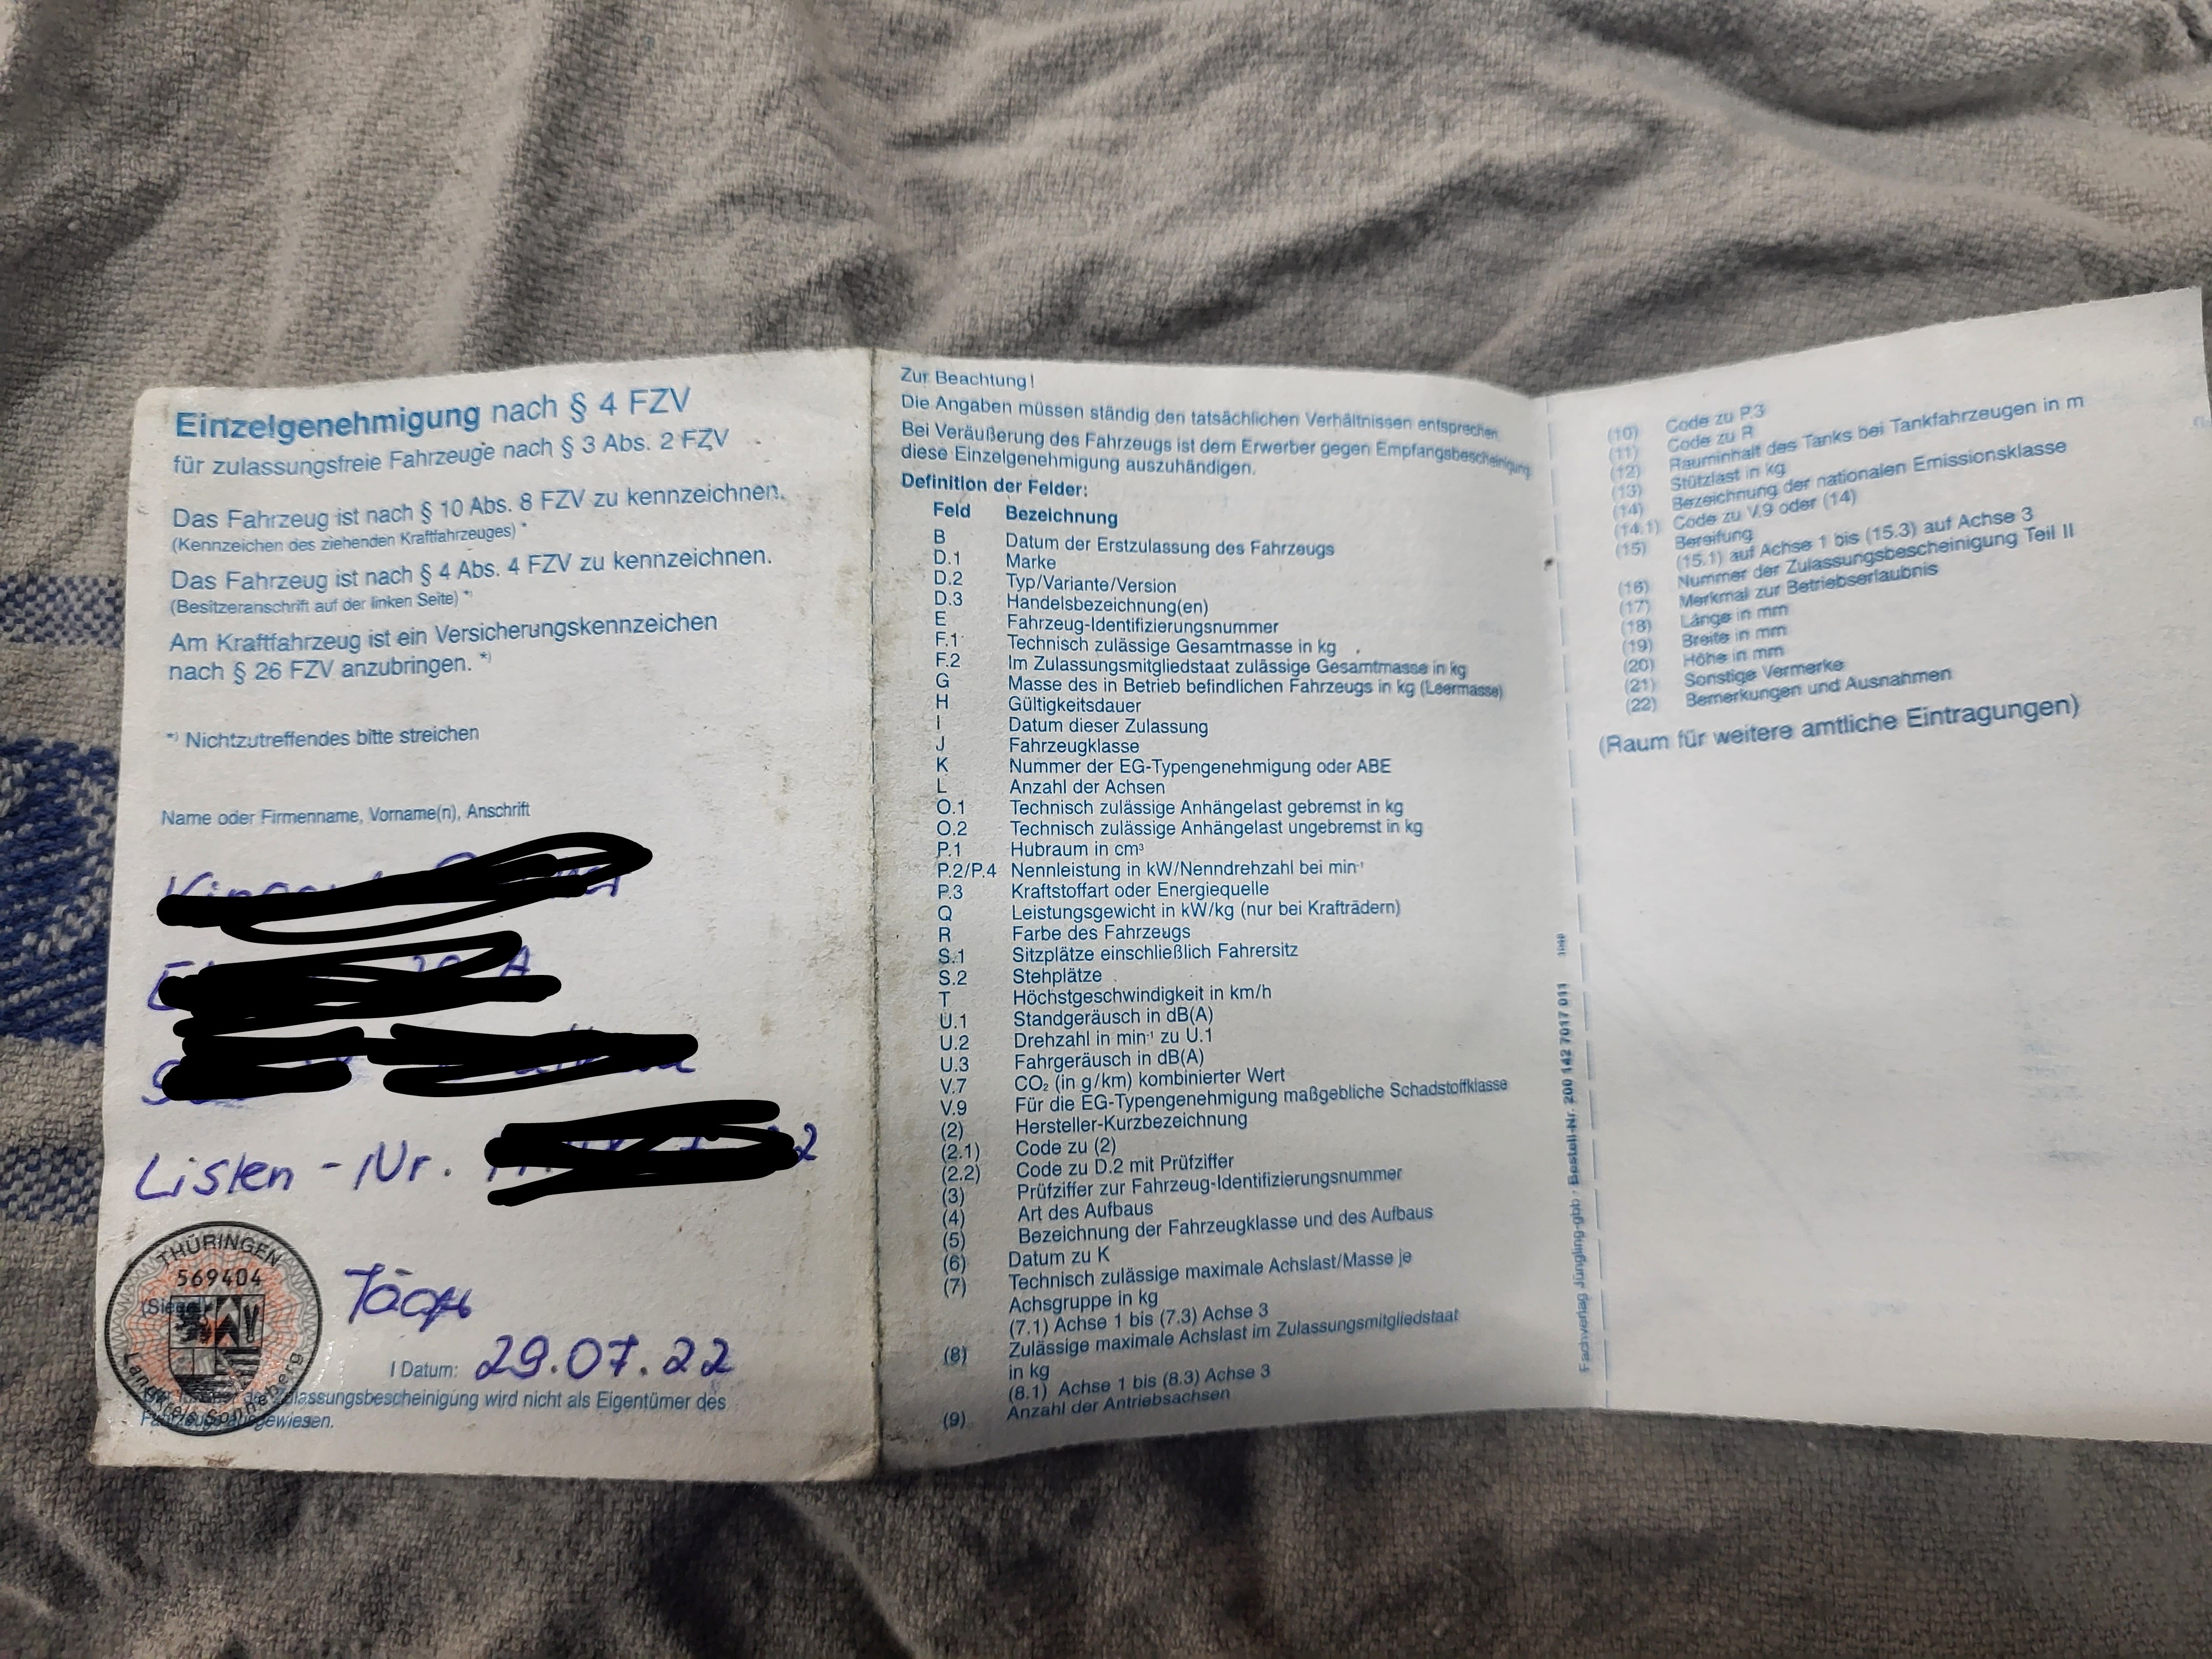 Einzelgenehmigung nach § 4 FZV
für zulassungsfreie Fahrzeuge nach § 3 Abs. 2 FZV
Das Fahrzeug ist nach § 10 Abs. 8 FZV zu kennzeichnen.
(Kennzeichen des ziehenden Kraftfahrzeuges) *
Das Fahrzeug ist nach § 4 Abs. 4 FZV zu kennzeichnen.
(Besitzeranschrift auf der linken Seite) *)
Am Kraftfahrzeug ist ein Versicherungskennzeichen
nach § 26 FZV anzubringen. *)
*) Nichtzutreffendes bitte streichen
Name oder Firmenname, Vorname(n), Anschrift
Listen - Nr.
THÜRINGEN
569404
(Siegel)
Landkreis Sonneberg
I Datum: 29.07.22
Zulassungsbescheinigung wird nicht als Eigentümer des
Fahrzeugs ausgewiesen.
Zur Beachtung!
Die Angaben müssen ständig den tatsächlichen Verhältnissen entsprechen.
Bei Veräußerung des Fahrzeugs ist dem Erwerber gegen Empfangsbescheinigung
diese Einzelgenehmigung auszuhändigen.
Definition der Felder:
Feld Bezeichnung
B Datum der Erstzulassung des Fahrzeugs
D.1 Marke
D.2 Typ/Variante/Version
D.3 Handelsbezeichnung(en)
E Fahrzeug-Identifizierungsnummer
F.1 Technisch zulässige Gesamtmasse in kg
F.2 Im Zulassungsmitgliedstaat zulässige Gesamtmasse in kg
G Masse des in Betrieb befindlichen Fahrzeugs in kg (Leermasse)
H Gültigkeitsdauer
I Datum dieser Zulassung
J Fahrzeugklasse
K Nummer der EG-Typengenehmigung oder ABE
L Anzahl der Achsen
O.1 Technisch zulässige Anhängelast gebremst in kg
O.2 Technisch zulässige Anhängelast ungebremst in kg
P.1 Hubraum in cm³
P.2/P.4 Nennleistung in kW/Nenndrehzahl bei min⁻¹
P.3 Kraftstoffart oder Energiequelle
Q Leistungsgewicht in kW/kg (nur bei Krafträdern)
R Farbe des Fahrzeugs
S.1 Sitzplätze einschließlich Fahrersitz
S.2 Stehplätze
T Höchstgeschwindigkeit in km/h
U.1 Standgeräusch in dB(A)
U.2 Drehzahl in min⁻¹ zu U.1
U.3 Fahrgeräusch in dB(A)
V.7 CO₂ (in g/km) kombinierter Wert
V.9 Für die EG-Typengenehmigung maßgebliche Schadstoffklasse
(2) Hersteller-Kurzbezeichnung
(2.1) Code zu (2)
(2.2) Code zu D.2 mit Prüfziffer
(3) Prüfziffer zur Fahrzeug-Identifizierungsnummer
(4) Art des Aufbaus
(5) Bezeichnung der Fahrzeugklasse und des Aufbaus
(6) Datum zu K
(7) Technisch zulässige maximale Achslast/Masse je
Achsgruppe in kg
(7.1) Achse 1 bis (7.3) Achse 3
(8) Zulässige maximale Achslast im Zulassungsmitgliedstaat
in kg
(8.1) Achse 1 bis (8.3) Achse 3
(9) Anzahl der Antriebsachsen
Fachverlag Jüngling-gbb · Bestell-Nr. 200 142 7017 011
(10) Code zu P.3
(11) Code zu R
(12) Rauminhalt des Tanks bei Tankfahrzeugen in m
(13) Stützlast in kg
(14) Bezeichnung der nationalen Emissionsklasse
(14.1) Code zu V.9 oder (14)
(15) Bereifung
(15.1) auf Achse 1 bis (15.3) auf Achse 3
(16) Nummer der Zulassungsbescheinigung Teil II
(17) Merkmal zur Betriebserlaubnis
(18) Länge in mm
(19) Breite in mm
(20) Höhe in mm
(21) Sonstige Vermerke
(22) Bemerkungen und Ausnahmen
(Raum für weitere amtliche Eintragungen)